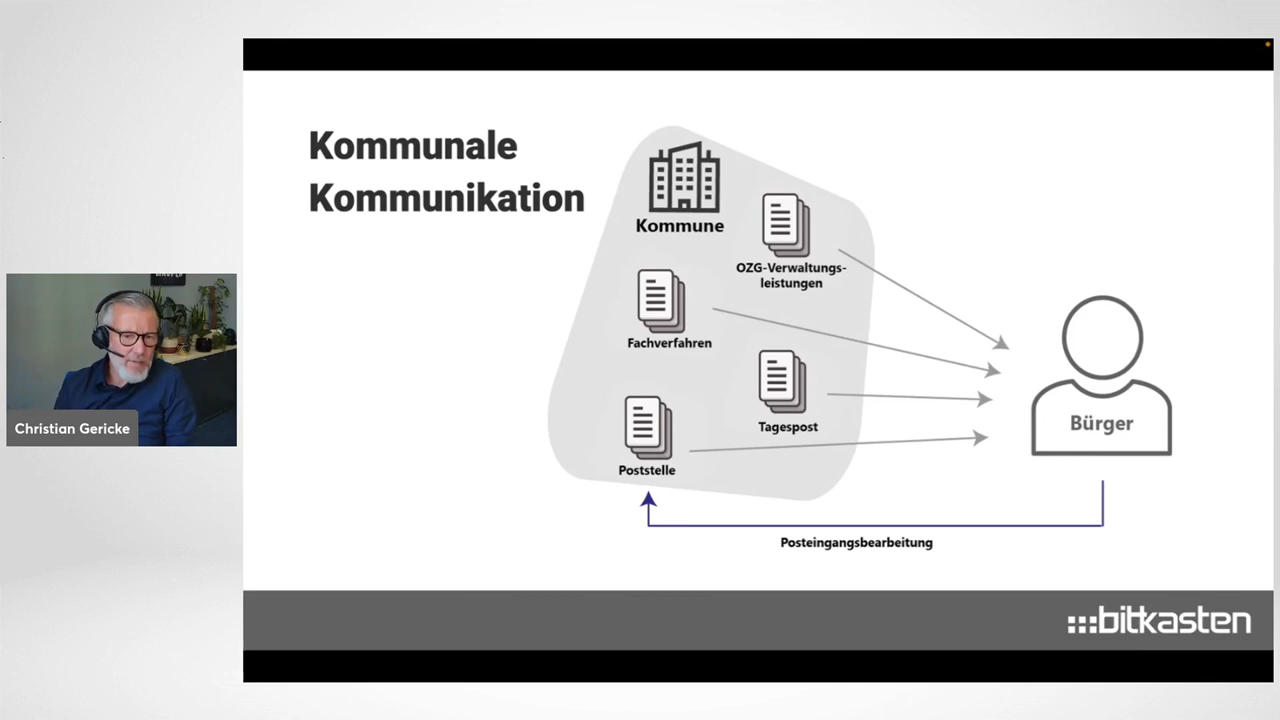 Kommunale
Kommunikation
Kommune
OZG-Verwaltungs-
leistungen
Fachverfahren
Tagespost
Poststelle
Bürger
Posteingangsbearbeitung
Christian Gericke
bitkasten